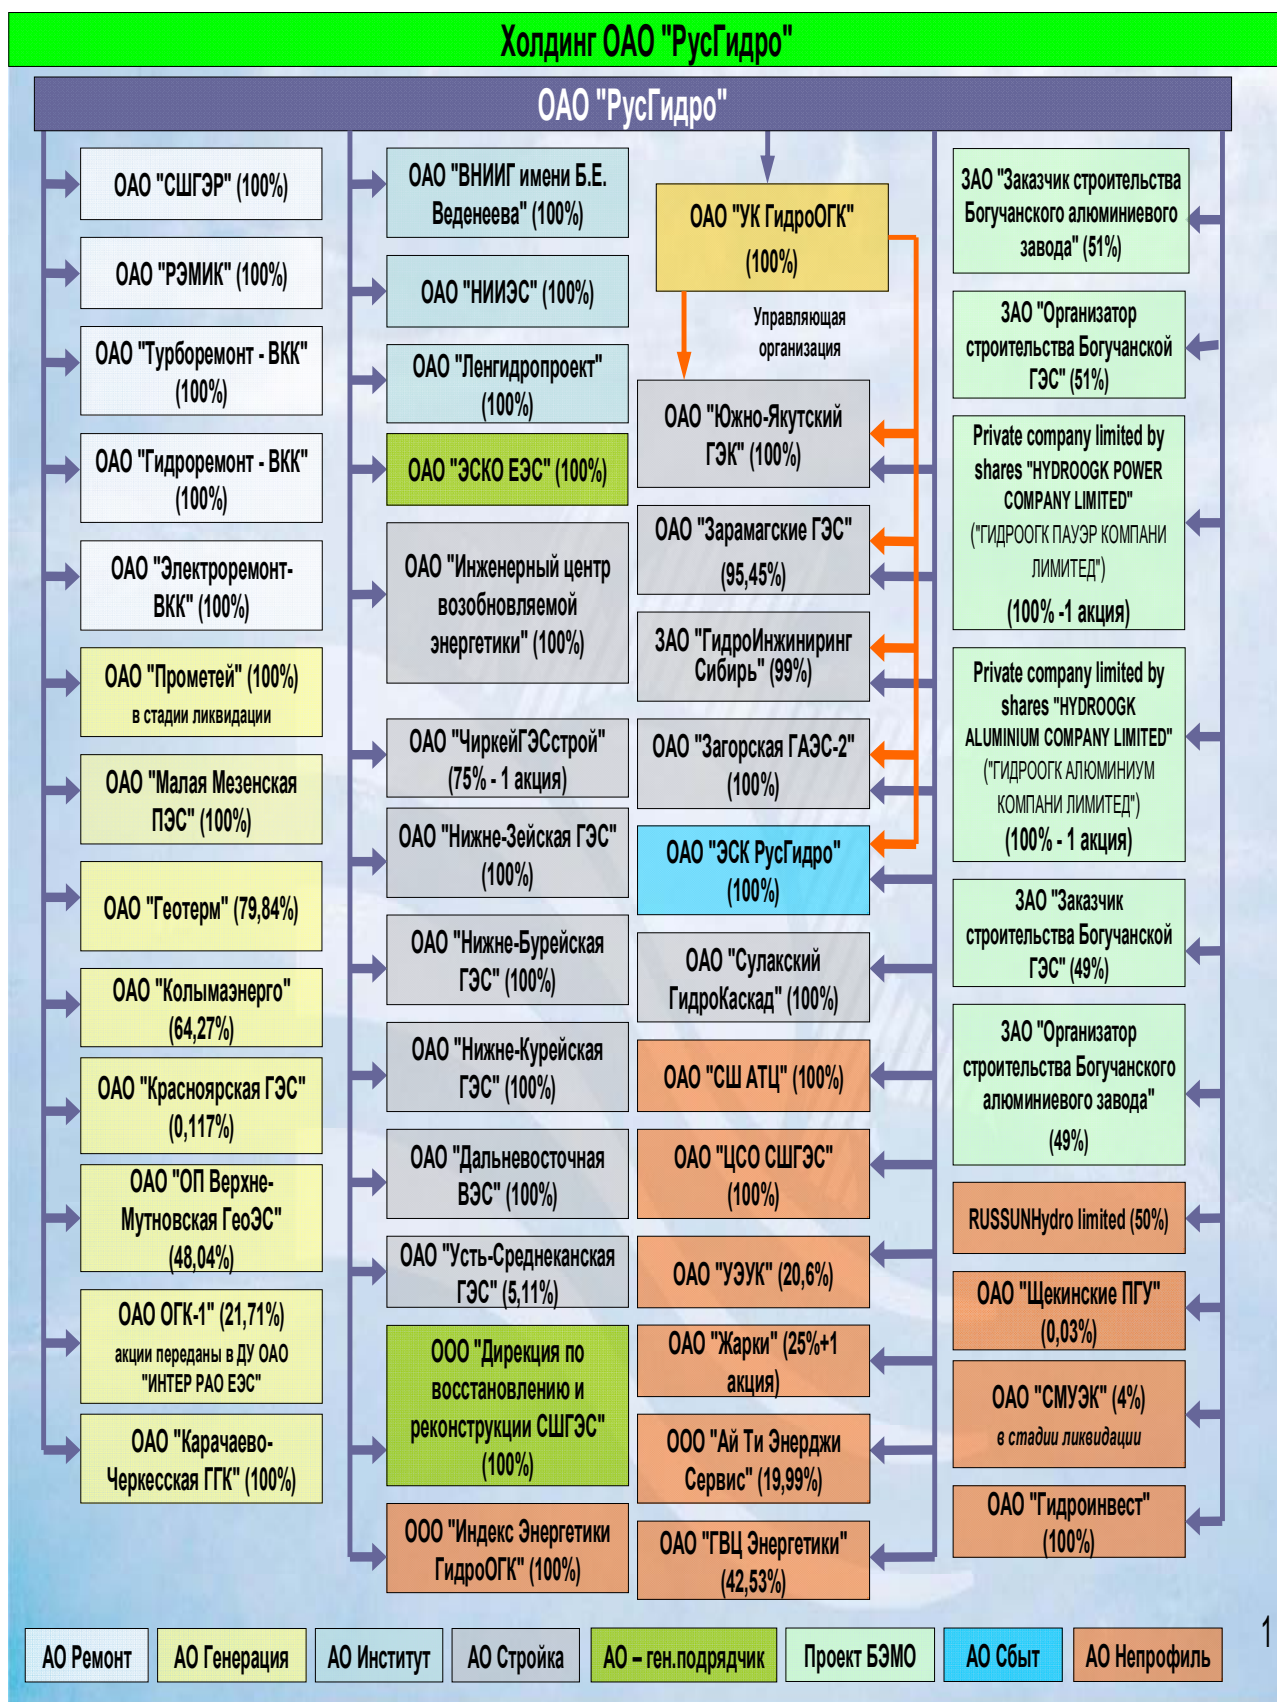 Холдинг ОАО "РусГидро"
ОАО "РусГидро"
ОАО "СШГЭР" (100%)
ОАО "РЭМИК" (100%)
ОАО "Турборемонт - ВКК"
(100%)
ОАО "Гидроремонт - ВКК"
(100%)
ОАО "Электроремонт-
ВКК" (100%)
ОАО "Прометей" (100%)
в стадии ликвидации
ОАО "Малая Мезенская
ПЭС" (100%)
ОАО "Геотерм" (79,84%)
ОАО "Колымаэнерго"
(64,27%)
ОАО "Красноярская ГЭС"
(0,117%)
ОАО "ОП Верхне-
Мутновская ГеоЭС"
(48,04%)
ОАО ОГК-1" (21,71%)
акции переданы в ДУ ОАО
"ИНТЕР РАО ЕЭС"
ОАО "Карачаево-
Черкесская ГГК" (100%)
ОАО "ВНИИГ имени Б.Е.
Веденеева" (100%)
ОАО "НИИЭС" (100%)
ОАО "Ленгидропроект"
(100%)
ОАО "ЭСКО ЕЭС" (100%)
ОАО "Инженерный центр
возобновляемой
энергетики" (100%)
ОАО "ЧиркейГЭСстрой"
(75% - 1 акция)
ОАО "Нижне-Зейская ГЭС"
(100%)
ОАО "Нижне-Бурейская
ГЭС" (100%)
ОАО "Нижне-Курейская
ГЭС" (100%)
ОАО "Дальневосточная
ВЭС" (100%)
ОАО "Усть-Среднеканская
ГЭС" (5,11%)
ООО "Дирекция по
восстановлению и
реконструкции СШГЭС"
(100%)
ООО "Индекс Энергетики
ГидроОГК" (100%)
ОАО "УК ГидроОГК"
(100%)
Управляющая
организация
ОАО "Южно-Якутский
ГЭК" (100%)
ОАО "Зарамагские ГЭС"
(95,45%)
ЗАО "ГидроИнжиниринг
Сибирь" (99%)
ОАО "Загорская ГАЭС-2"
(100%)
ОАО "ЭСК РусГидро"
(100%)
ОАО "Сулакский
ГидроКаскад" (100%)
ОАО "СШ АТЦ" (100%)
ОАО "ЦСО СШГЭС"
(100%)
ОАО "УЭУК" (20,6%)
ОАО "Жарки" (25%+1
акция)
ООО "Ай Ти Энерджи
Сервис" (19,99%)
ОАО "ГВЦ Энергетики"
(42,53%)
ЗАО "Заказчик строительства
Богучанского алюминиевого
завода" (51%)
ЗАО "Организатор
строительства Богучанской
ГЭС" (51%)
Private company limited by
shares "HYDROOGK POWER
COMPANY LIMITED"
("ГИДРООГК ПАУЭР КОМПАНИ
ЛИМИТЕД")
(100% -1 акция)
Private company limited by
shares "HYDROOGK
ALUMINIUM COMPANY LIMITED"
("ГИДРООГК АЛЮМИНИУМ
КОМПАНИ ЛИМИТЕД")
(100% - 1 акция)
ЗАО "Заказчик
строительства Богучанской
ГЭС" (49%)
ЗАО "Организатор
строительства Богучанского
алюминиевого завода"
(49%)
RUSSUNHydro limited (50%)
ОАО "Щекинские ПГУ"
(0,03%)
ОАО "СМУЭК" (4%)
в стадии ликвидации
ОАО "Гидроинвест"
(100%)
1
АО Ремонт
АО Генерация
АО Институт
АО Стройка
АО – ген.подрядчик
Проект БЭМО
АО Сбыт
АО Непрофиль